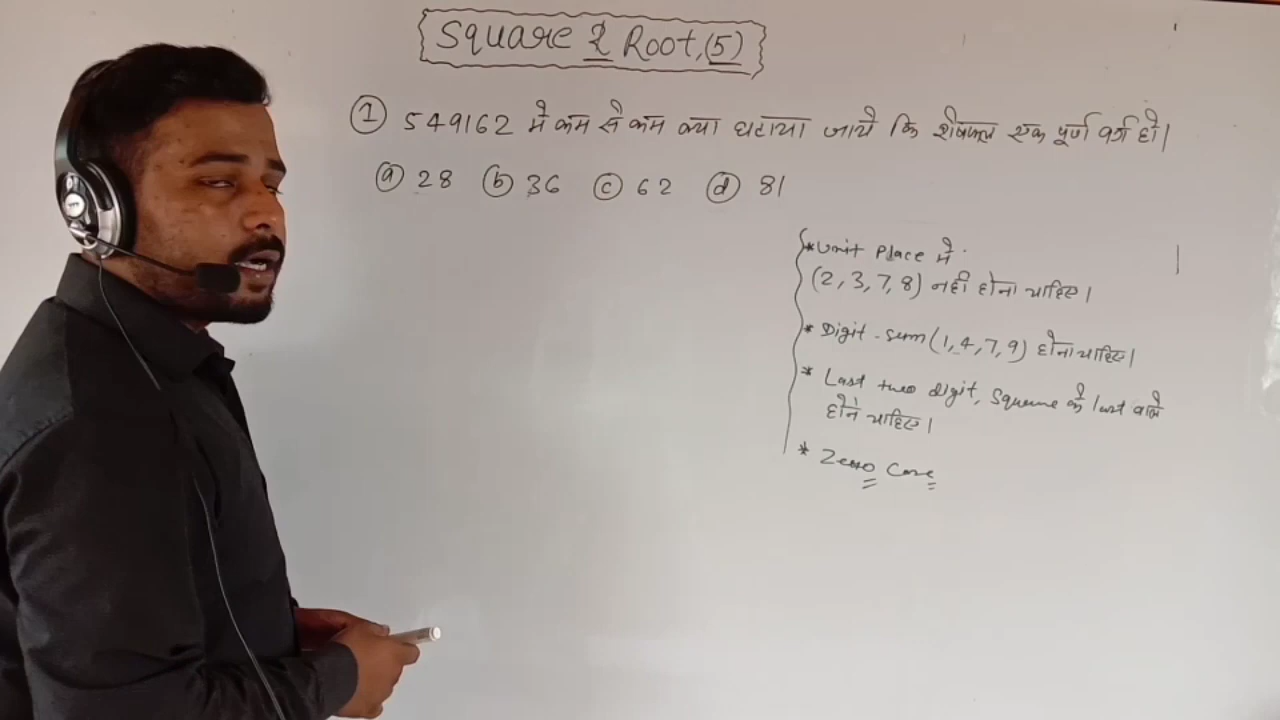 Square & Root,(5)
① 549162 में कम से कम क्या घटाया जाये कि शेषफल एक पूर्ण वर्ग हो।
ⓐ 28 ⓑ 36 ⓒ 62 ⓓ 81
*Unit Place में
(2, 3, 7, 8) नही होना चाहिए।
* Digit-sum (1, 4, 7, 9) होना चाहिए।
* Last two digit, Square के last वाले
होने चाहिए।
* Zero Case